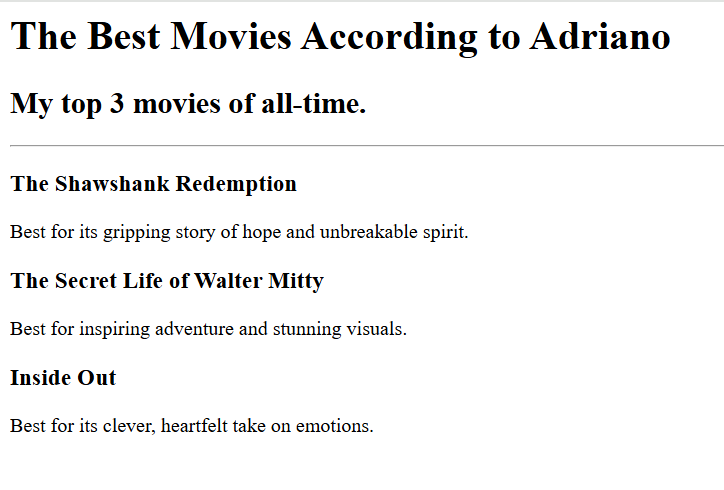 The Best Movies According to Adriano
My top 3 movies of all-time.
The Shawshank Redemption
Best for its gripping story of hope and unbreakable spirit.
The Secret Life of Walter Mitty
Best for inspiring adventure and stunning visuals.
Inside Out
Best for its clever, heartfelt take on emotions.